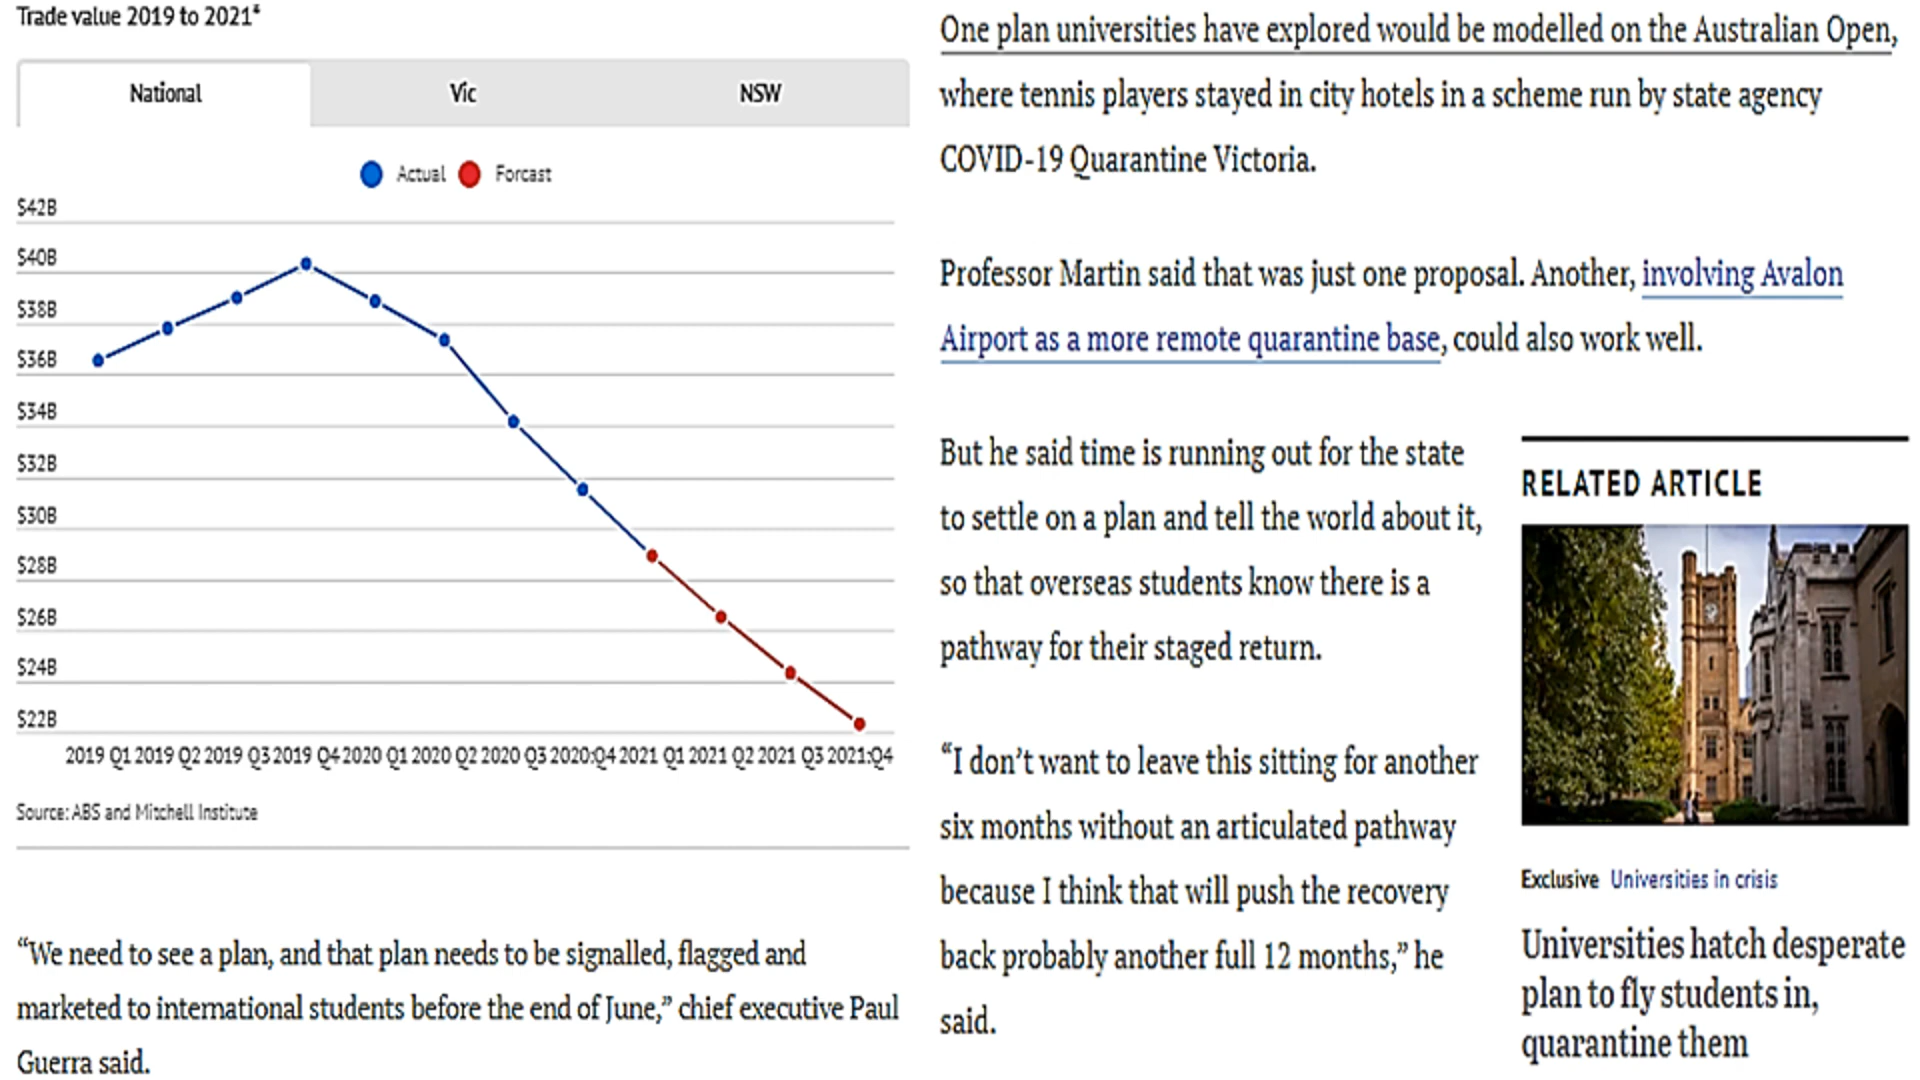 Trade value 2019 to 2021*
National Vic NSW
Actual Forcast
$42B
$40B
$38B
$36B
$34B
$32B
$30B
$28B
$26B
$24B
$22B
2019 Q1 2019 Q2 2019 Q3 2019 Q4 2020 Q1 2020 Q2 2020 Q3 2020:Q4 2021 Q1 2021 Q2 2021 Q3 2021:Q4
Source: ABS and Mitchell Institute
“We need to see a plan, and that plan needs to be signalled, flagged and
marketed to international students before the end of June,” chief executive Paul
Guerra said.
One plan universities have explored would be modelled on the Australian Open,
where tennis players stayed in city hotels in a scheme run by state agency
COVID-19 Quarantine Victoria.
Professor Martin said that was just one proposal. Another, involving Avalon
Airport as a more remote quarantine base, could also work well.
But he said time is running out for the state
to settle on a plan and tell the world about it,
so that overseas students know there is a
pathway for their staged return.
“I don’t want to leave this sitting for another
six months without an articulated pathway
because I think that will push the recovery
back probably another full 12 months,” he
said.
RELATED ARTICLE
Exclusive Universities in crisis
Universities hatch desperate
plan to fly students in,
quarantine them